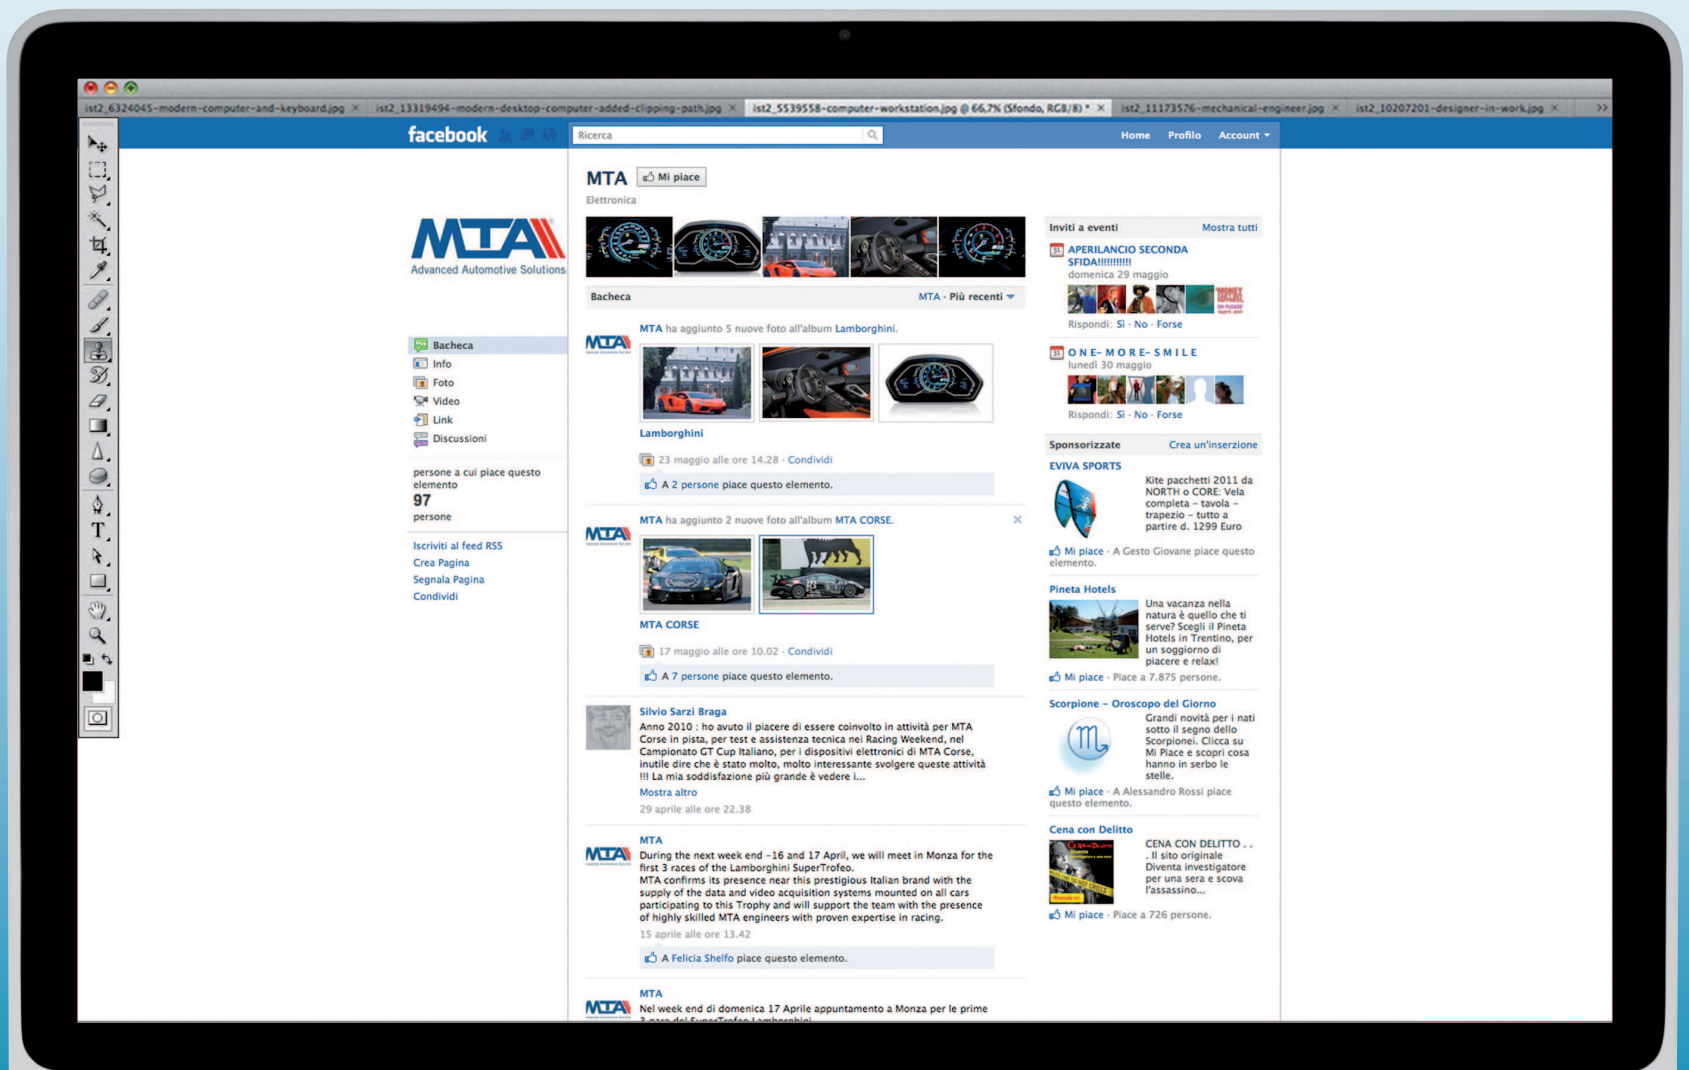 ist2_6324045-modern-computer-and-keyboard.jpg ×
ist2_13319494-modern-desktop-computer-added-clipping-path.jpg ×
ist2_5539558-computer-workstation.jpg @ 66,7% (Sfondo, RGB/8) * ×
ist2_11173576-mechanical-engineer.jpg ×
ist2_10207201-designer-in-work.jpg ×
>>
facebook
Ricerca
Home Profilo Account
MTA Mi piace
Elettronica
MTA
Advanced Automotive Solutions
Bacheca
Info
Foto
Video
Link
Discussioni
persone a cui piace questo
elemento
97
persone
Iscriviti al feed RSS
Crea Pagina
Segnala Pagina
Condividi
Bacheca MTA · Più recenti
MTA
MTA ha aggiunto 5 nuove foto all'album Lamborghini.
Lamborghini
23 maggio alle ore 14.28 · Condividi
A 2 persone piace questo elemento.
MTA
MTA ha aggiunto 2 nuove foto all'album MTA CORSE.
MTA CORSE
17 maggio alle ore 10.02 · Condividi
A 7 persone piace questo elemento.
Silvio Sarzi Braga
Anno 2010 : ho avuto il piacere di essere coinvolto in attività per MTA
Corse in pista, per test e assistenza tecnica nei Racing Weekend, nel
Campionato GT Cup Italiano, per i dispositivi elettronici di MTA Corse,
inutile dire che è stato molto, molto interessante svolgere queste attività
!!! La mia soddisfazione più grande è vedere i...
Mostra altro
29 aprile alle ore 22.38
MTA
MTA
During the next week end -16 and 17 April, we will meet in Monza for the
first 3 races of the Lamborghini SuperTrofeo.
MTA confirms its presence near this prestigious Italian brand with the
supply of the data and video acquisition systems mounted on all cars
participating to this Trophy and will support the team with the presence
of highly skilled MTA engineers with proven expertise in racing.
15 aprile alle ore 13.42
A Felicia Shelfo piace questo elemento.
MTA
MTA
Nel week end di domenica 17 Aprile appuntamento a Monza per le prime
3 gare del SuperTrofeo Lamborghini
Inviti a eventi Mostra tutti
31
APERILANCIO SECONDA
SFIDA!!!!!!!!!!!
domenica 29 maggio
Rispondi: Sì · No · Forse
31
O N E- M O R E- S M I L E
lunedì 30 maggio
Rispondi: Sì · No · Forse
Sponsorizzate Crea un'inserzione
EVIVA SPORTS
Kite pacchetti 2011 da
NORTH o CORE: Vela
completa - tavola -
trapezio - tutto a
partire d. 1299 Euro
Mi piace · A Gesto Giovane piace questo
elemento.
Pineta Hotels
Una vacanza nella
natura è quello che ti
serve? Scegli il Pineta
Hotels in Trentino, per
un soggiorno di
piacere e relax!
Mi piace · Piace a 7.875 persone.
Scorpione - Oroscopo del Giorno
Grandi novità per i nati
sotto il segno dello
Scorpionei. Clicca su
Mi Piace e scopri cosa
hanno in serbo le
stelle.
Mi piace · A Alessandro Rossi piace
questo elemento.
Cena con Delitto
CENA CON DELITTO . .
. Il sito originale
Diventa investigatore
per una sera e scova
l'assassino...
Mi piace · Piace a 726 persone.
T